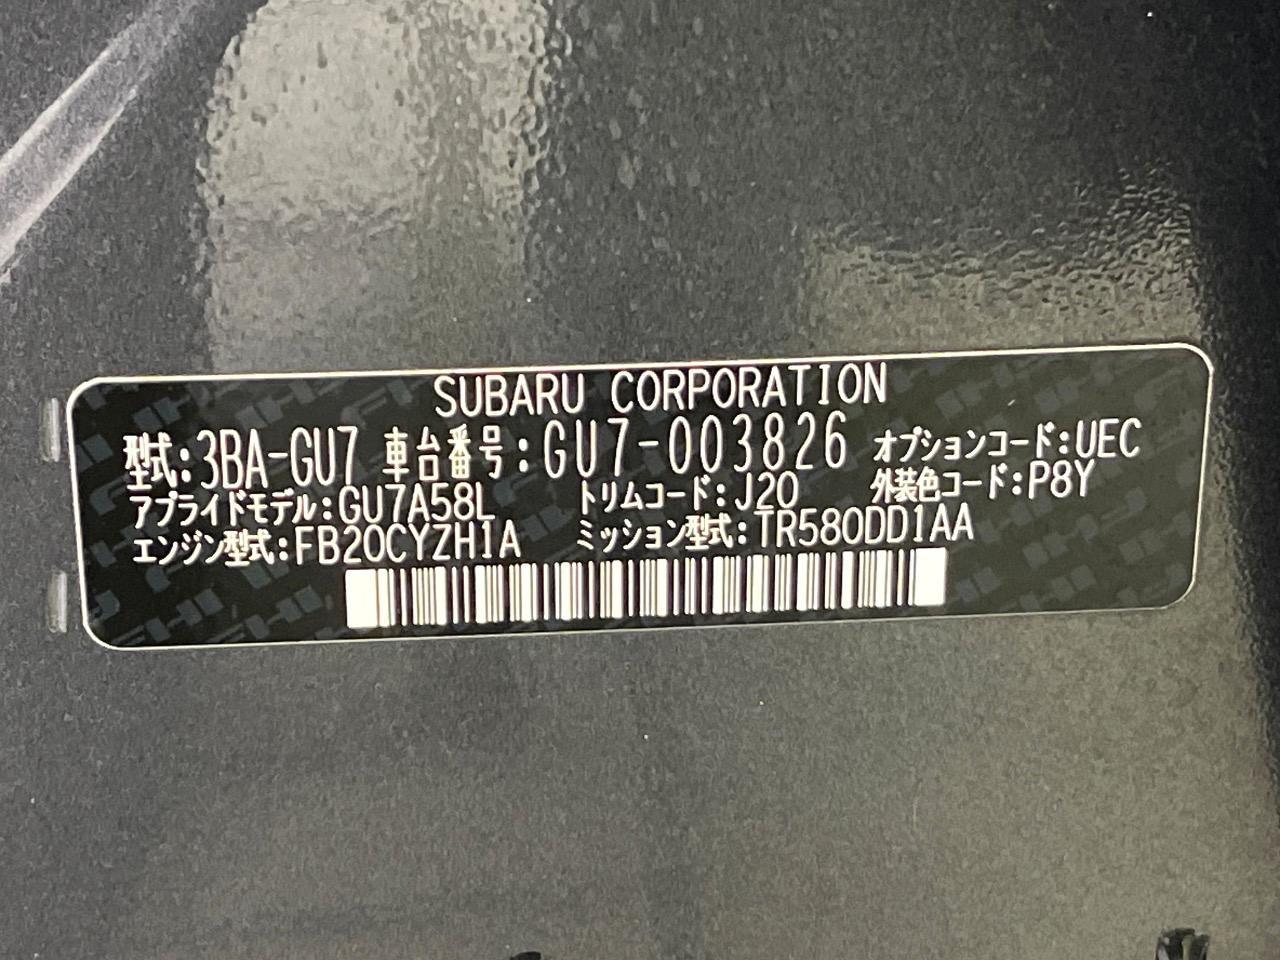 SUBARU CORPORATION
型式:3BA-GU7 車台番号:GU7-003826 オプションコード:UEC
アプライドモデル:GU7A58L トリムコード:J20 外装色コード:P8Y
エンジン型式:FB20CYZH1A ミッション型式:TR580DD1AA